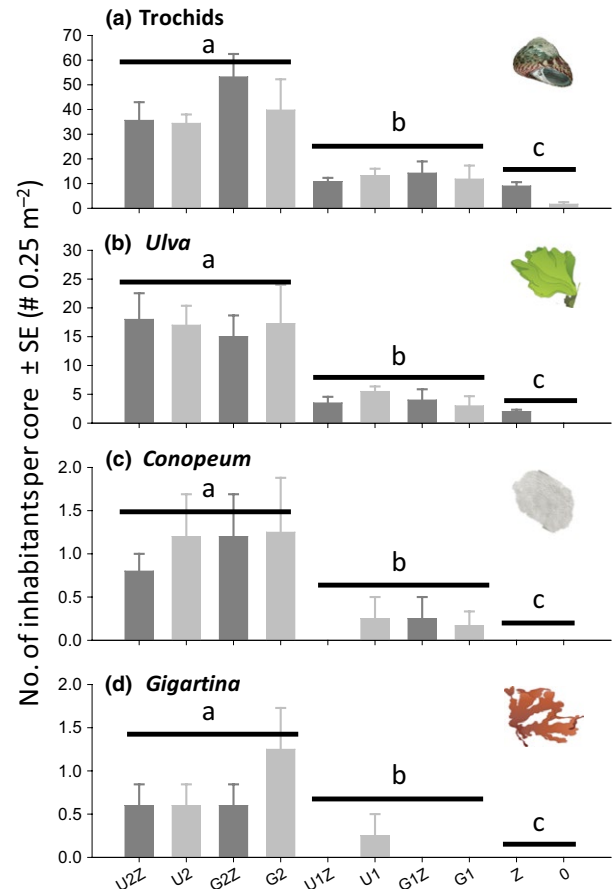 (a) Trochids
a
b
c
70
60
50
40
30
20
10
0
(b) Ulva
a
b
c
30
25
20
15
10
5
0
(c) Conopeum
a
b
c
2.0
1.5
1.0
0.5
0.0
(d) Gigartina
a
b
c
2.0
1.5
1.0
0.5
0.0
U2Z U2 G2Z G2 U1Z U1 G1Z G1 Z 0
No. of inhabitantsper core ± SE (# 0.25 m⁻²)